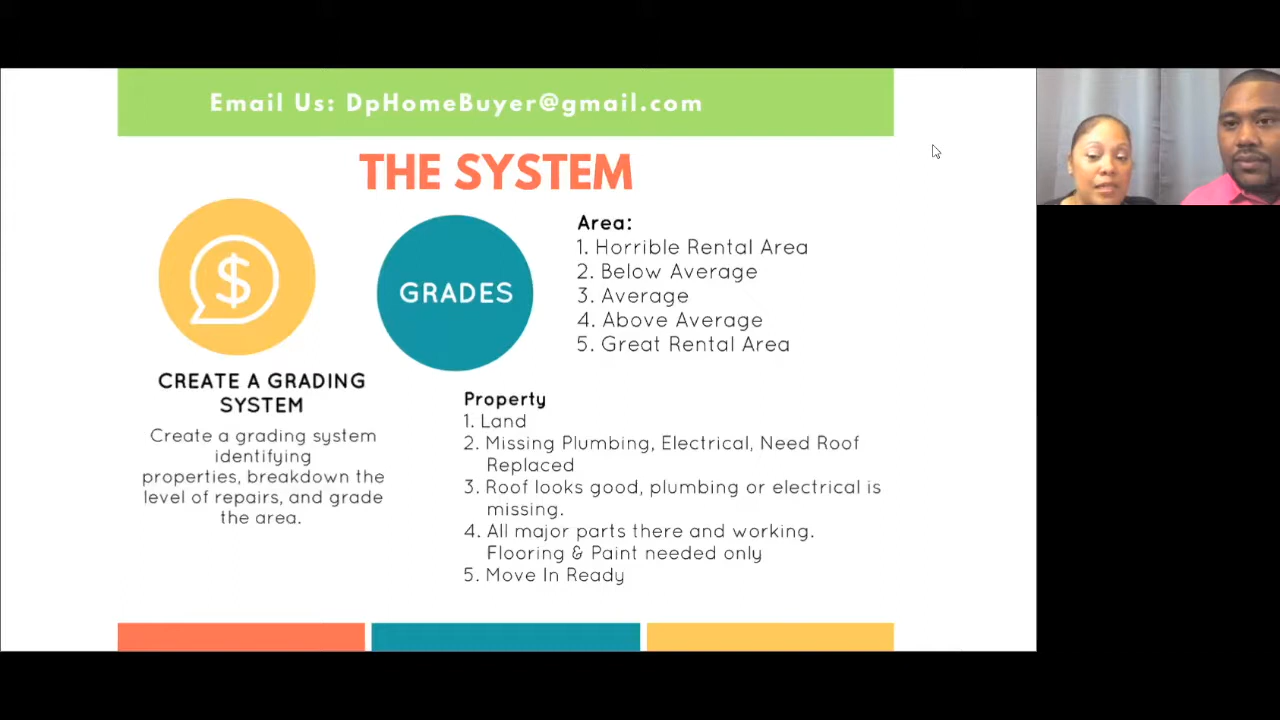 Email Us: DpHomeBuyer@gmail.com
THE SYSTEM
$
CREATE A GRADING
SYSTEM
Create a grading system
identifying
properties, breakdown the
level of repairs, and grade
the area.
GRADES
Area:
1. Horrible Rental Area
2. Below Average
3. Average
4. Above Average
5. Great Rental Area
Property
1. Land
2. Missing Plumbing, Electrical, Need Roof
Replaced
3. Roof looks good, plumbing or electrical is
missing.
4. All major parts there and working.
Flooring & Paint needed only
5. Move In Ready